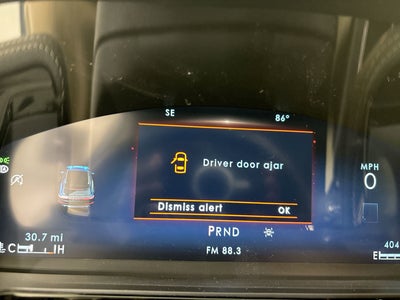 SE 86°
Driver door ajar
MPH
0
Dismiss alert OK
30.7 mi
PRND
404
C H
FM 88.3
E